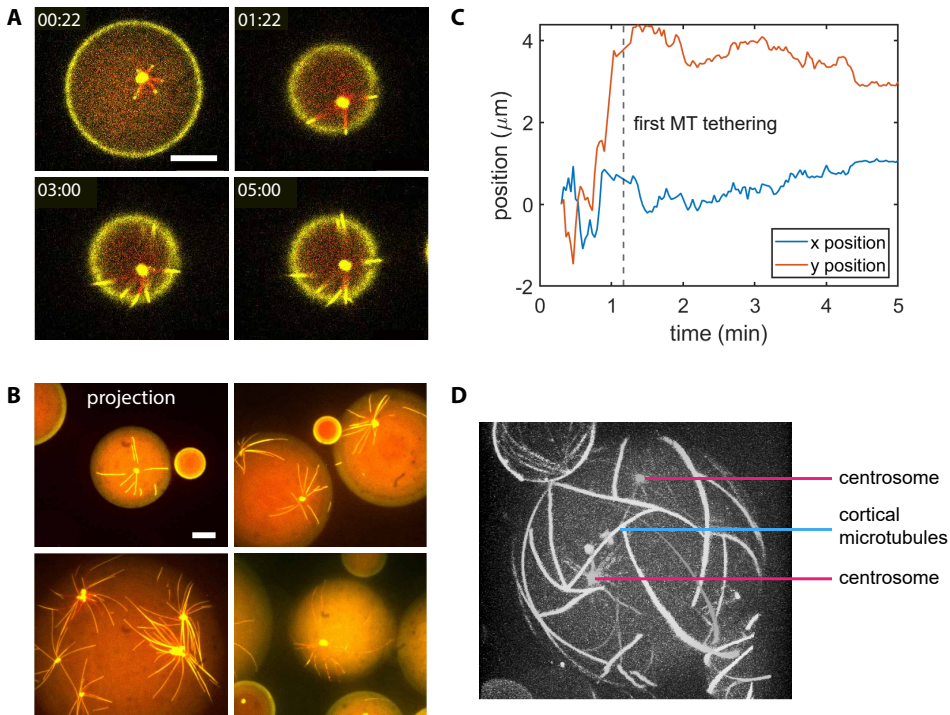 A
00:22
01:22
03:00
05:00
B
projection
C
position (μm)
4
2
0
-2
first MT tethering
x position
y position
0
1
2
3
4
5
time (min)
D
centrosome
cortical
microtubules
centrosome